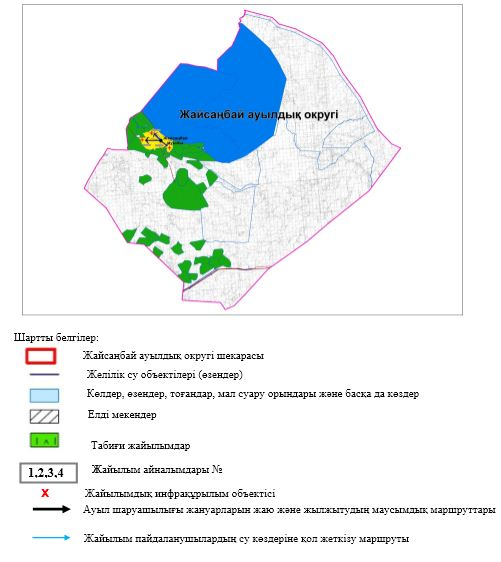 Жайсаңбай ауылдық округі
Шартты белгілер:
Жайсаңбай ауылдық округі шекарасы
Желілік су объектілері (өзендер)
Көлдер, өзендер, тоғандар, мал суару орындары және басқа да көздер
Елді мекендер
Табиғи жайылымдар
1,2,3,4 Жайылым айналымдары №
X Жайылымдық инфрақұрылым объектісі
Ауыл шаруашылығы жануарларын жаю және жылжытудың маусымдық маршруттары
Жайылым пайдаланушылардың су көздеріне қол жеткізу маршруты